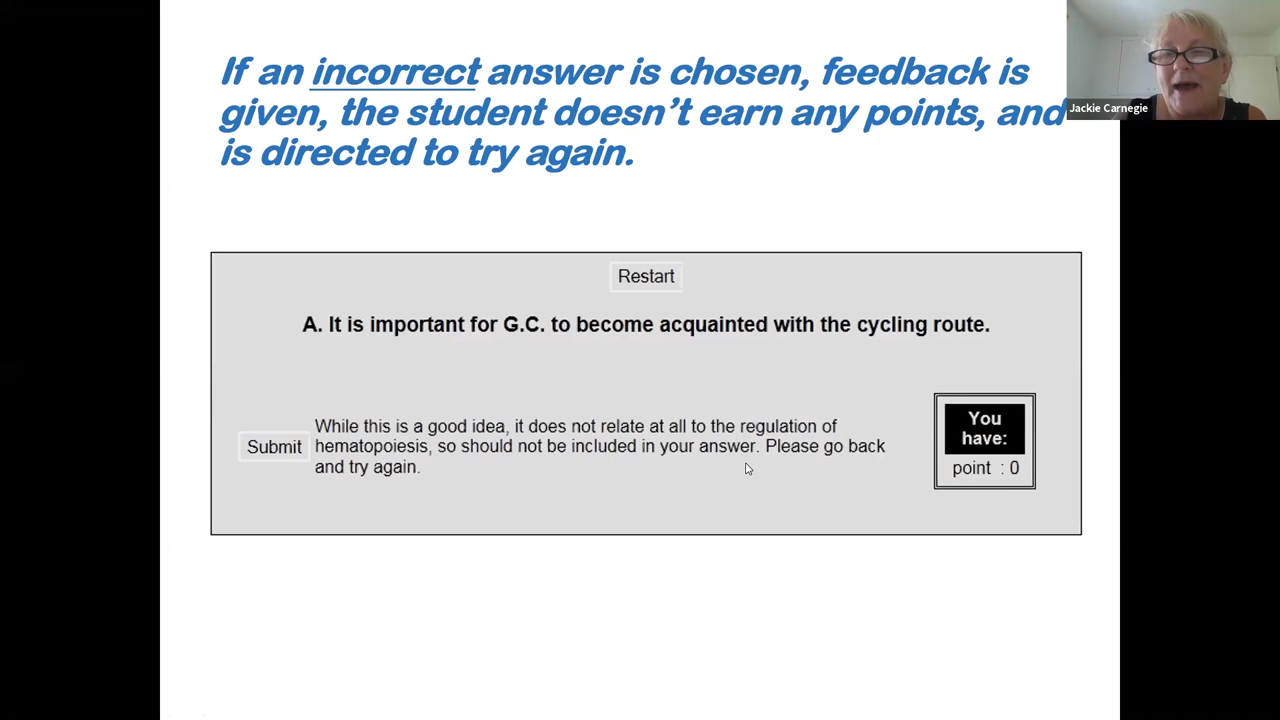 If an incorrect answer is chosen, feedback is
given, the student doesn't earn any points, and
is directed to try again.
Jackie Carnegie
Restart
A. It is important for G.C. to become acquainted with the cycling route.
While this is a good idea, it does not relate at all to the regulation of
hematopoiesis, so should not be included in your answer. Please go back
and try again.
Submit
You
have:
point : 0